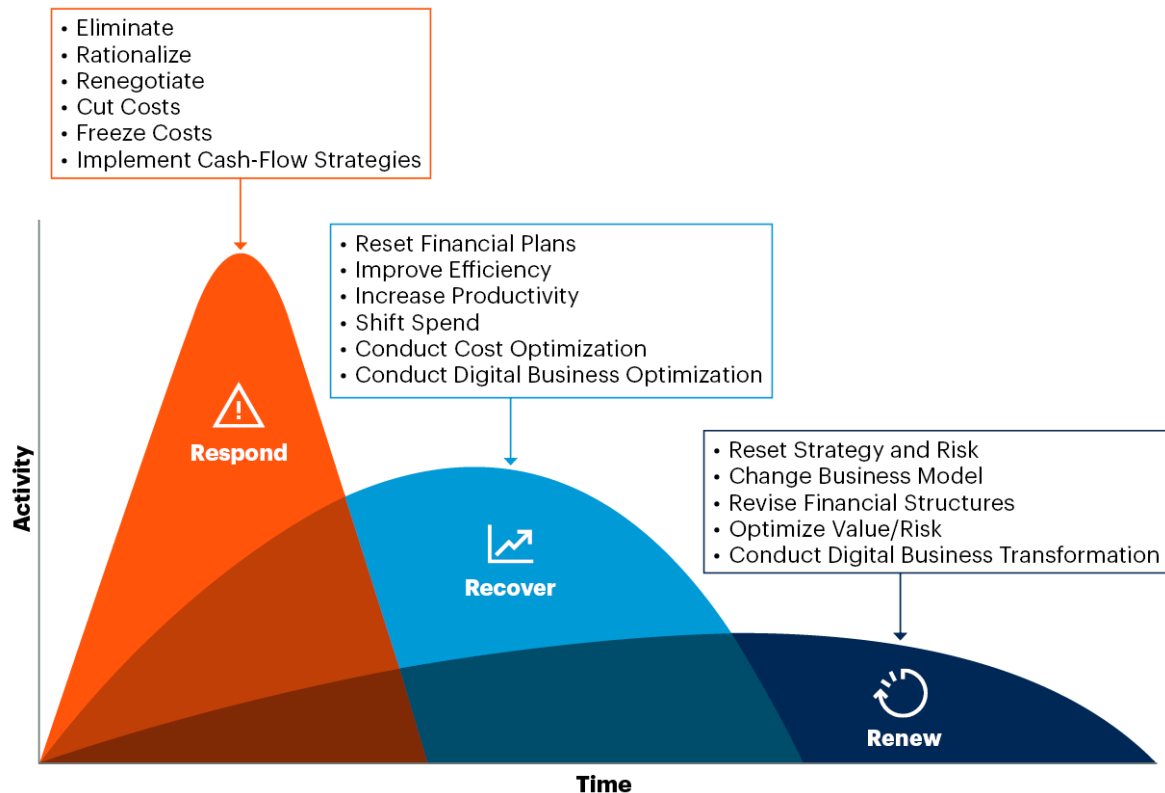 • Eliminate
• Rationalize
• Renegotiate
• Cut Costs
• Freeze Costs
• Implement Cash-Flow Strategies
• Reset Financial Plans
• Improve Efficiency
• Increase Productivity
• Shift Spend
• Conduct Cost Optimization
• Conduct Digital Business Optimization
• Reset Strategy and Risk
• Change Business Model
• Revise Financial Structures
• Optimize Value/Risk
• Conduct Digital Business Transformation
Respond
Recover
Renew
Activity
Time